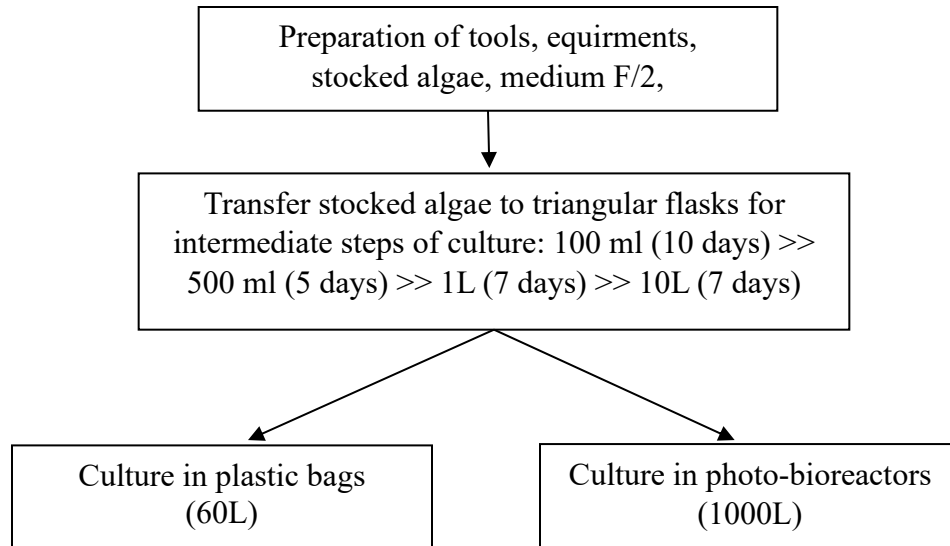 Preparation of tools, equirments,
stocked algae, medium F/2,
Transfer stocked algae to triangular flasks for
intermediate steps of culture: 100 ml (10 days) >>
500 ml (5 days) >> 1L (7 days) >> 10L (7 days)
Culture in plastic bags
(60L)
Culture in photo-bioreactors
(1000L)